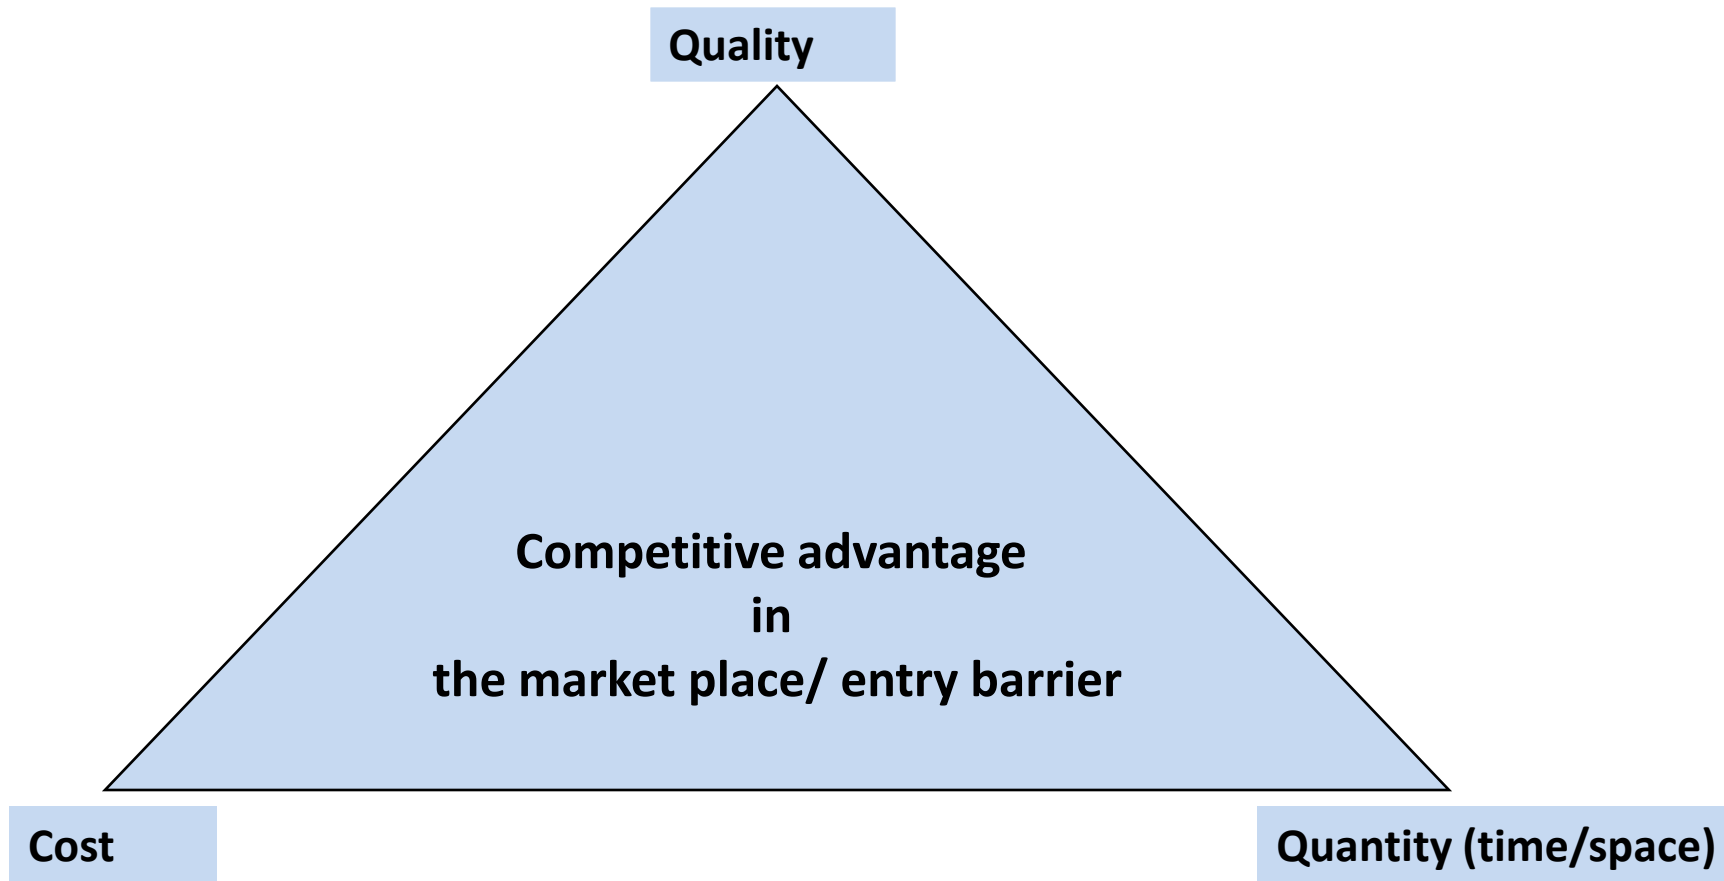 Quality
Competitive advantage
in
the market place/ entry barrier
Cost
Quantity (time/space)